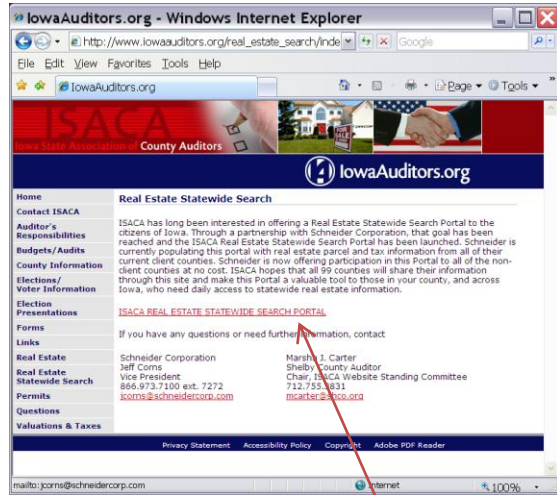 IowaAuditors.org - Windows Internet Explorer
http://www.iowaauditors.org/real_estate_search/inde
Google
File Edit View Favorites Tools Help
IowaAuditors.org
Page Tools
ISACA
Iowa State Association of County Auditors
FOR SALE
IowaAuditors.org
Home
Contact ISACA
Auditor's
Responsibilities
Budgets/Audits
County Information
Elections/
Voter Information
Election
Presentations
Forms
Links
Real Estate
Real Estate
Statewide Search
Permits
Questions
Valuations & Taxes
Real Estate Statewide Search
ISACA has long been interested in offering a Real Estate Statewide Search Portal to the
citizens of Iowa. Through a partnership with Schneider Corporation, that goal has been
reached and the ISACA Real Estate Statewide Search Portal has been launched. Schneider is
currently populating this portal with real estate parcel and tax information from all of their
current client counties. Schneider is now offering participation in this Portal to all of the non-
client counties at no cost. ISACA hopes that all 99 counties will share their information
through this site and make this Portal a valuable tool to those in your county, and across
Iowa, who need daily access to statewide real estate information.
ISACA REAL ESTATE STATEWIDE SEARCH PORTAL
If you have any questions or need further information, contact
Schneider Corporation
Jeff Corns
Vice President
866.973.7100 ext. 7272
jcorns@schneidercorp.com
Marsha J. Carter
Shelby County Auditor
Chair, ISACA Website Standing Committee
712.755.3831
mcarter@shco.org
Privacy Statement Accessibility Policy Copyright Adobe PDF Reader
mailto:jcorns@schneidercorp.com
Internet
100%